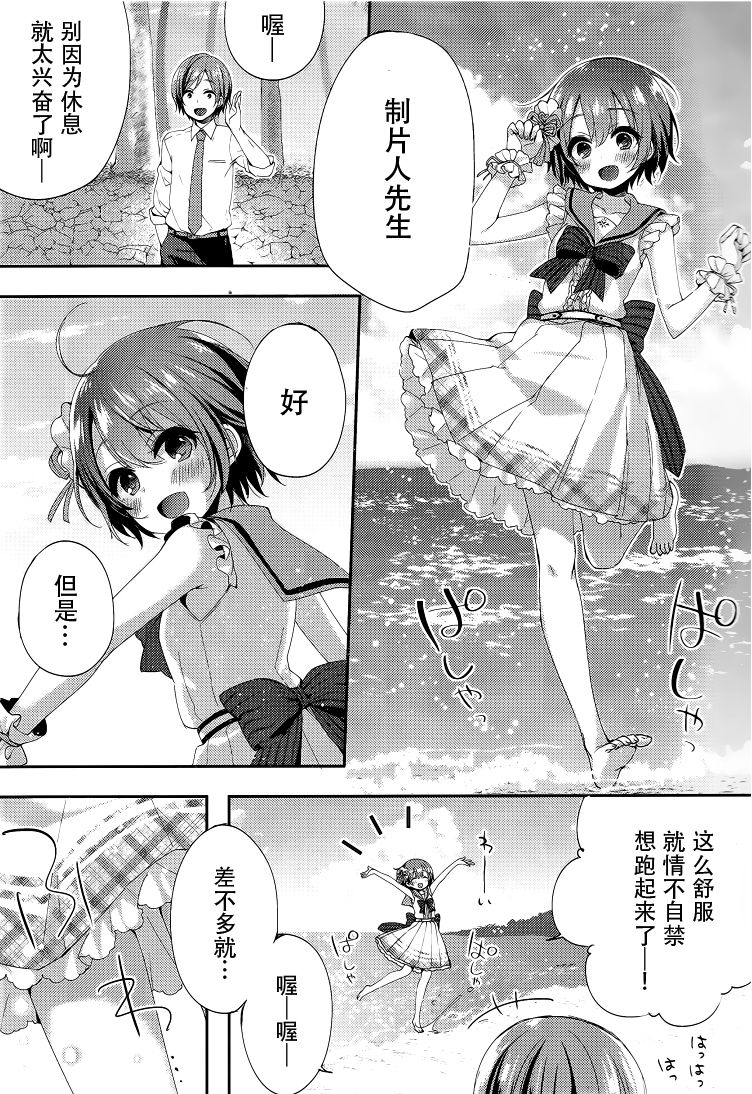 制片人先生
ぱしゃっ
ぱしゃっ
喔─
别因为休息
就太兴奋了啊─
好
但是…
这么舒服
就情不自禁
想跑起来了─!
わーい
ぱしゃ
ぱしゃ
はっはっはっ
喔─喔─
差不多就…